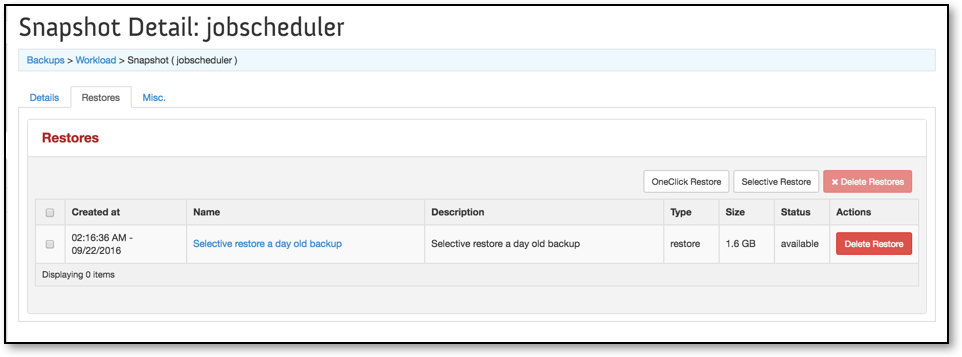 Snapshot Detail: jobscheduler
Backups > Workload > Snapshot ( jobscheduler )
Details Restores Misc.
Restores
OneClick Restore Selective Restore × Delete Restores
Created at Name Description Type Size Status Actions
02:16:36 AM -
09/22/2016 Selective restore a day old backup Selective restore a day old backup restore 1.6 GB available Delete Restore
Displaying 0 items